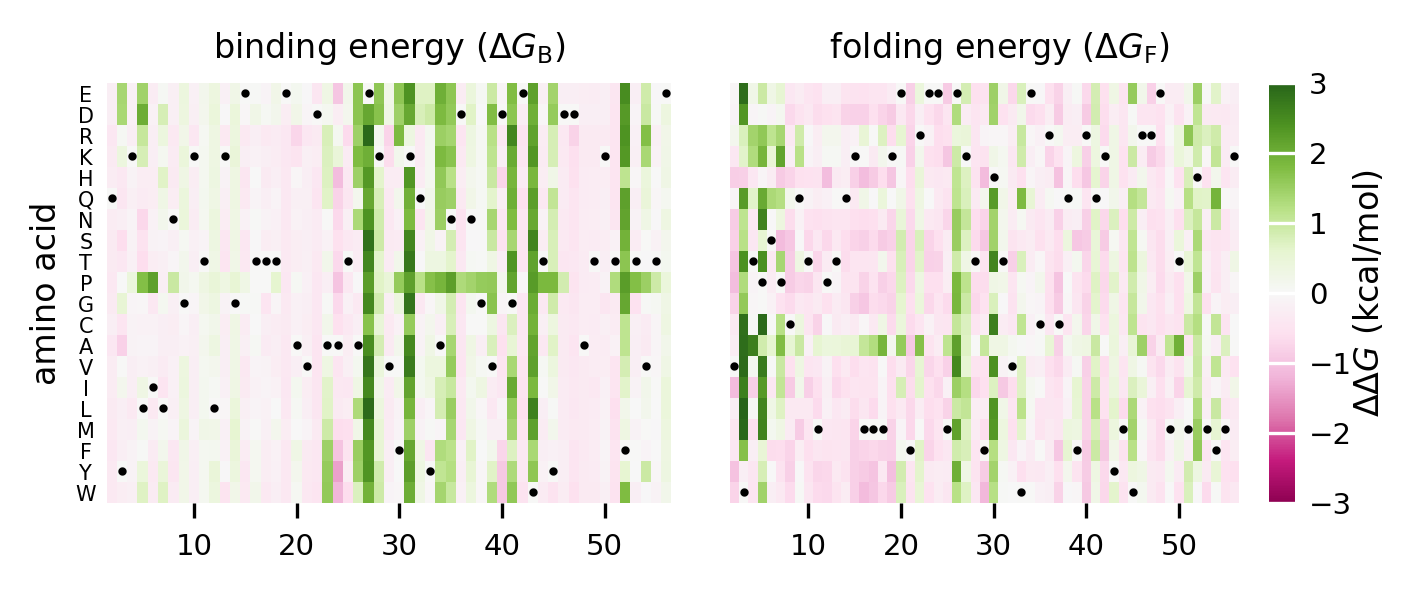 binding energy (ΔG_B)
folding energy (ΔG_F)
amino acid
E
D
R
K
H
Q
N
S
T
P
G
C
A
V
I
L
M
F
Y
W
10 20 30 40 50
10 20 30 40 50
3
2
1
0
−1
−2
−3
ΔΔG (kcal/mol)